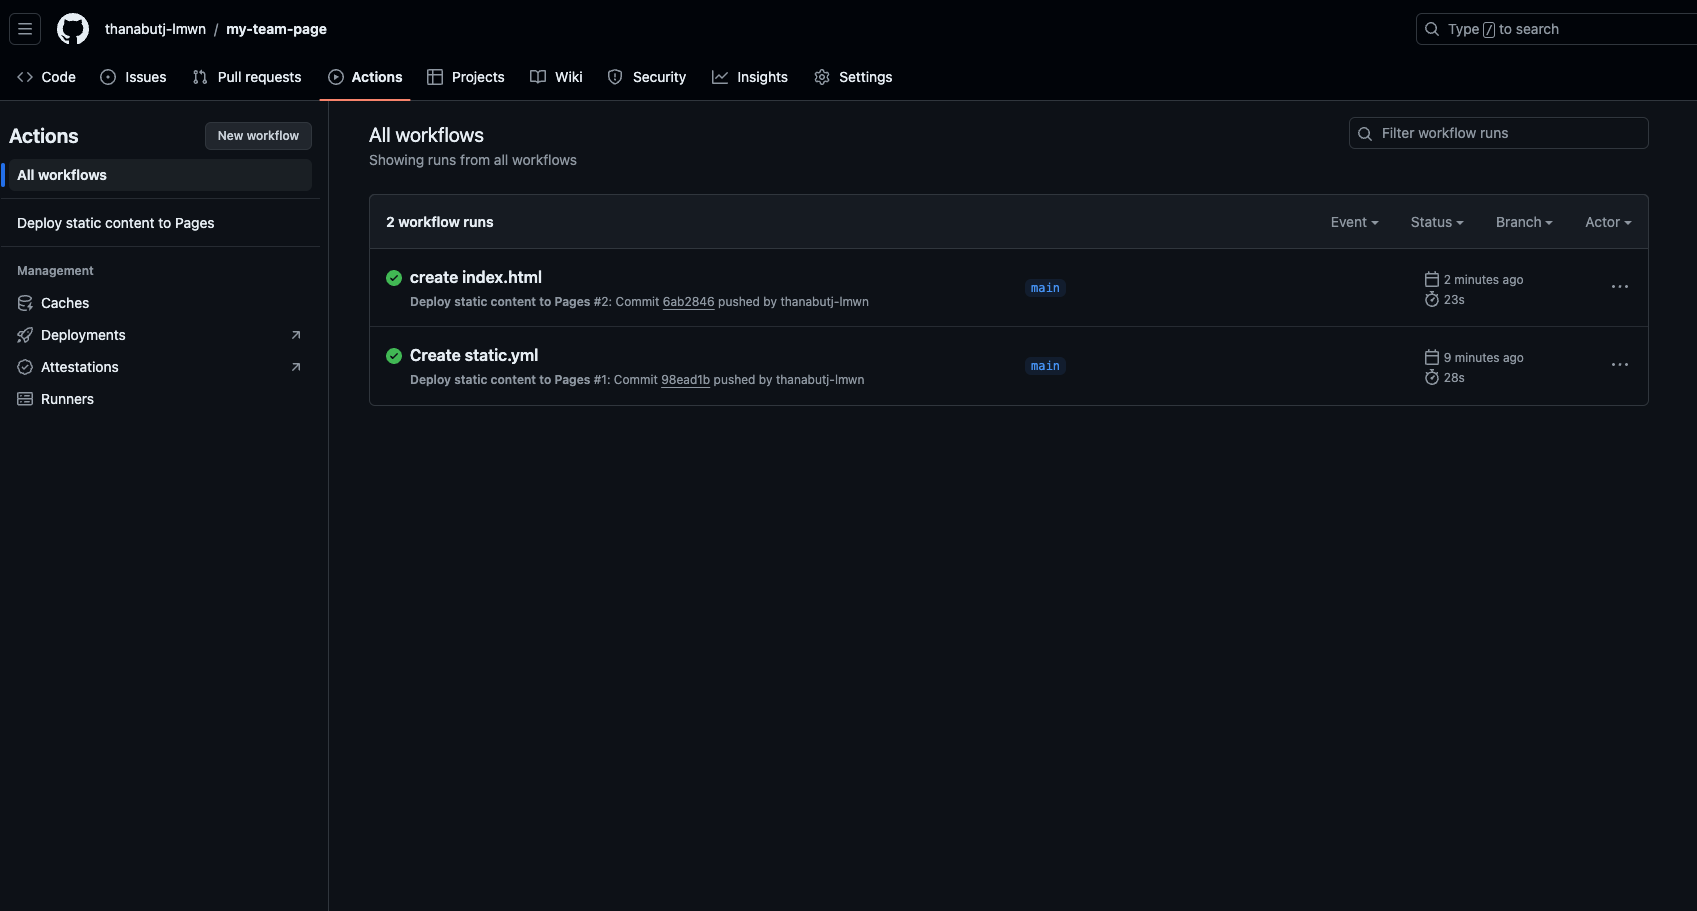 thanabutj-lmwn / my-team-page
Type / to search
Code Issues Pull requests Actions Projects Wiki Security Insights Settings
Actions
New workflow
All workflows
Deploy static content to Pages
Management
Caches
Deployments
Attestations
Runners
All workflows
Showing runs from all workflows
Filter workflow runs
2 workflow runs
Event Status Branch Actor
create index.html
Deploy static content to Pages #2: Commit 6ab2846 pushed by thanabutj-lmwn
main
2 minutes ago
23s
Create static.yml
Deploy static content to Pages #1: Commit 98ead1b pushed by thanabutj-lmwn
main
9 minutes ago
28s